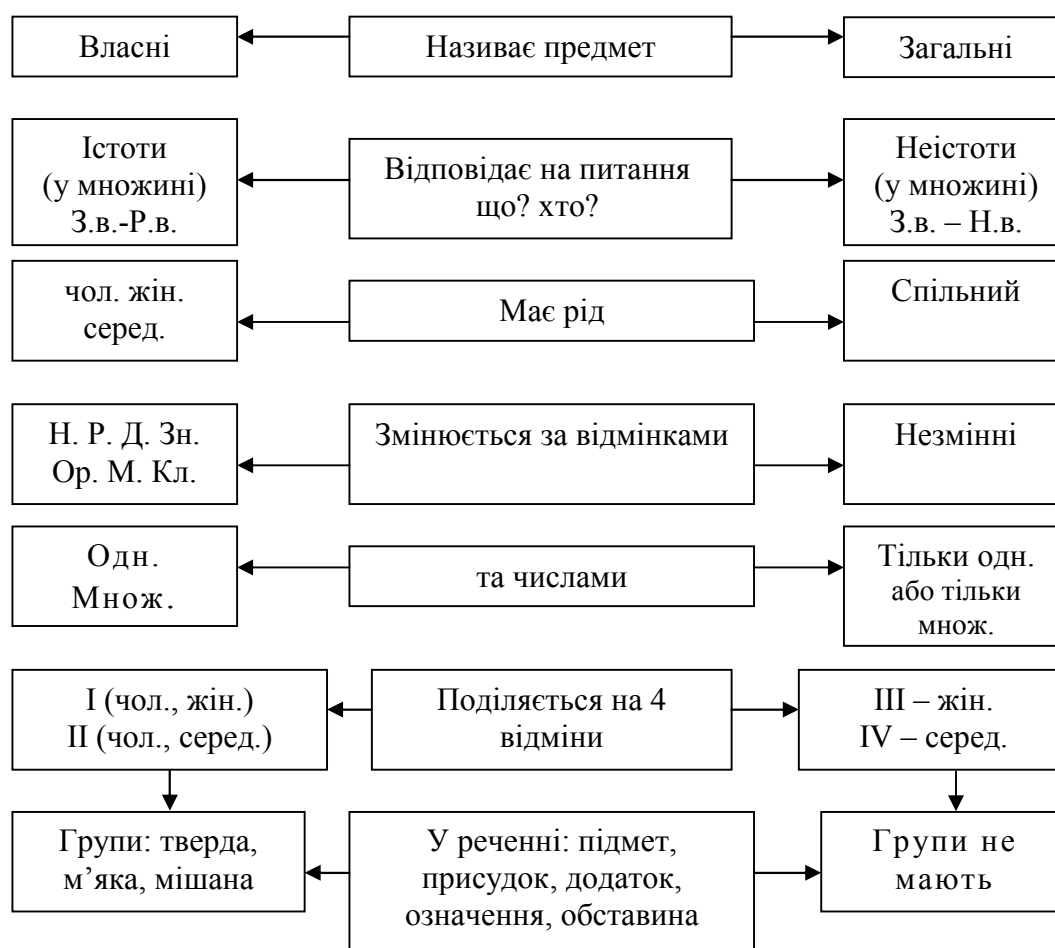 Власні
Називає предмет
Загальні
Істоти
(у множині)
З.в.-Р.в.
Відповідає на питання
що? хто?
Неістоти
(у множині)
З.в. – Н.в.
чол. жін.
серед.
Має рід
Спільний
Н. Р. Д. Зн.
Ор. М. Кл.
Змінюється за відмінками
Незмінні
Одн.
Множ.
та числами
Тільки одн.
або тільки
множ.
I (чол., жін.)
II (чол., серед.)
Поділяється на 4
відміни
III – жін.
IV – серед.
Групи: тверда,
м’яка, мішана
У реченні: підмет,
присудок, додаток,
означення, обставина
Групи не
мають